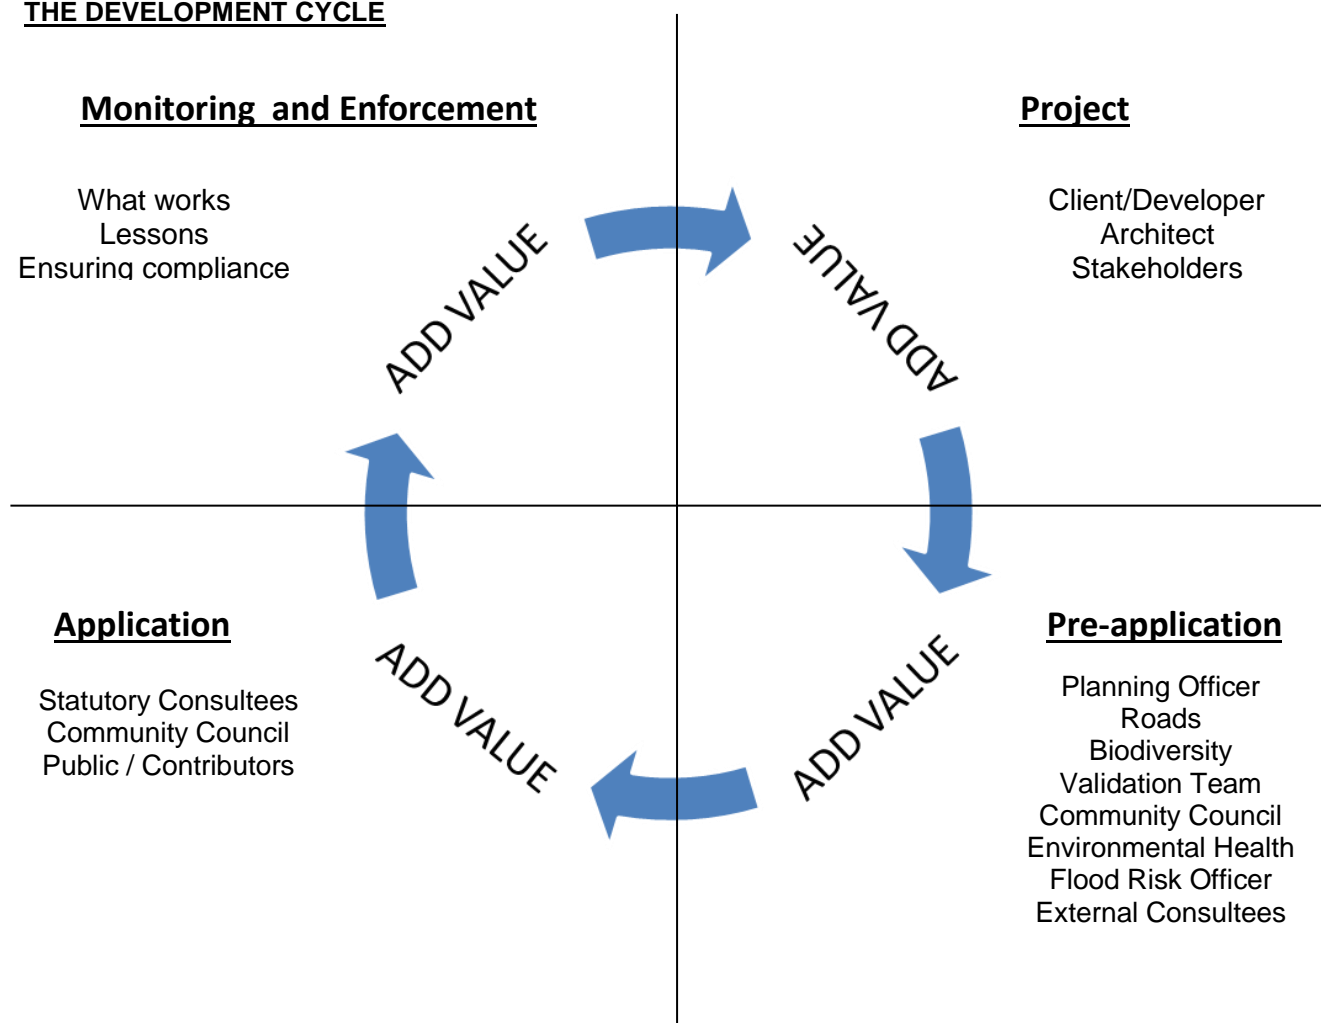 THE DEVELOPMENT CYCLE
Monitoring and Enforcement
What works
Lessons
Ensuring compliance
ADD VALUE
Project
Client/Developer
Architect
Stakeholders
ADD VALUE
Application
Statutory Consultees
Community Council
Public / Contributors
ADD VALUE
Pre-application
Planning Officer
Roads
Biodiversity
Validation Team
Community Council
Environmental Health
Flood Risk Officer
External Consultees
ADD VALUE